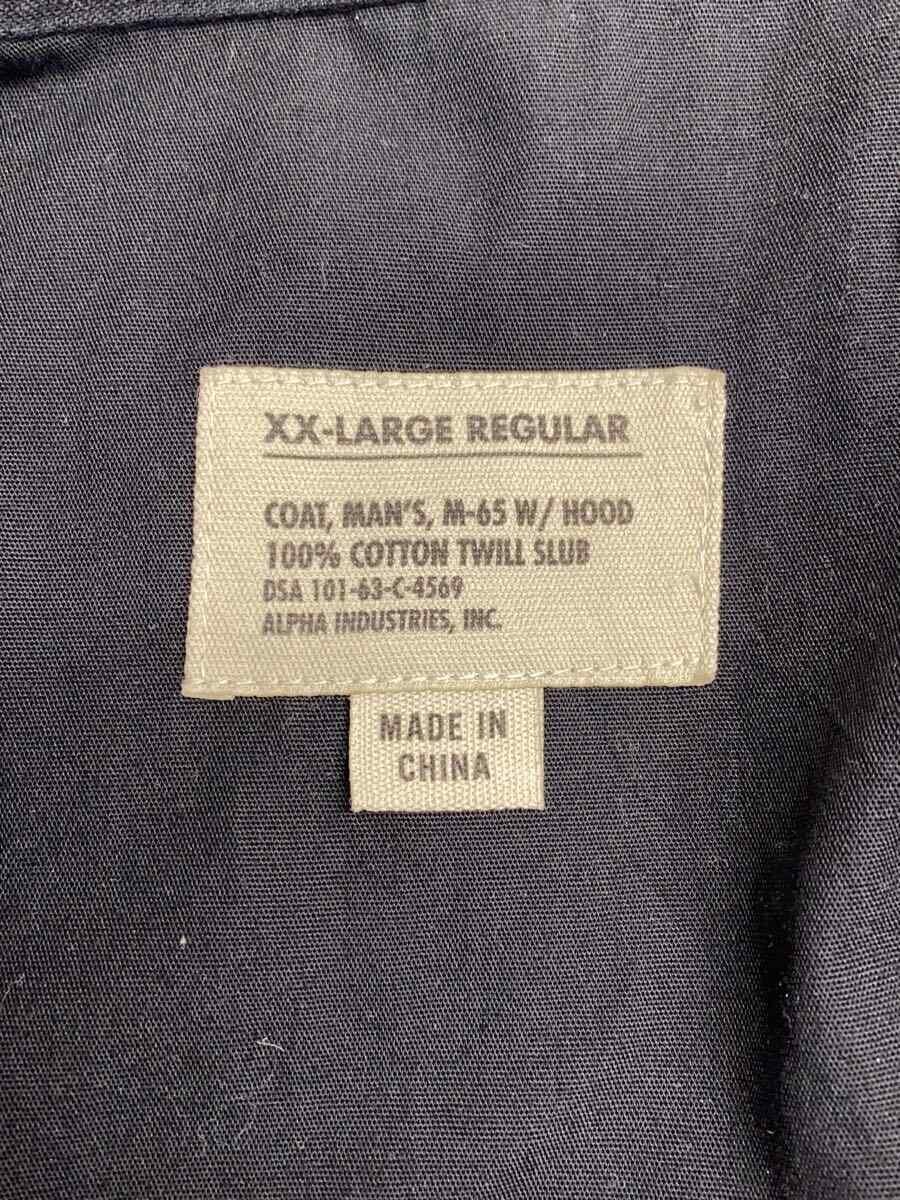 XX-LARGE REGULAR
COAT, MAN'S, M-65 W/ HOOD
100% COTTON TWILL SLUB
DSA 101-63-C-4569
ALPHA INDUSTRIES, INC.
MADE IN
CHINA